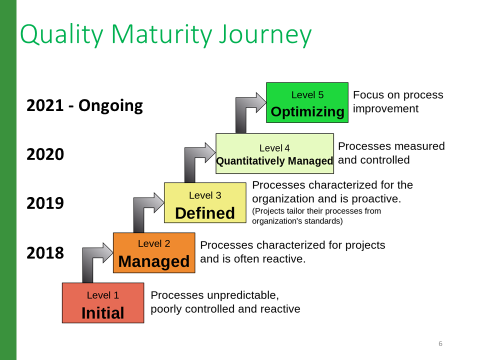 Quality Maturity Journey
2021 - Ongoing
Level 5
Optimizing
Focus on process
improvement
2020
Level 4
Quantitatively Managed
Processes measured
and controlled
2019
Level 3
Defined
Processes characterized for the
organization and is proactive.
(Projects tailor their processes from
organization's standards)
2018
Level 2
Managed
Processes characterized for projects
and is often reactive.
Level 1
Initial
Processes unpredictable,
poorly controlled and reactive
6